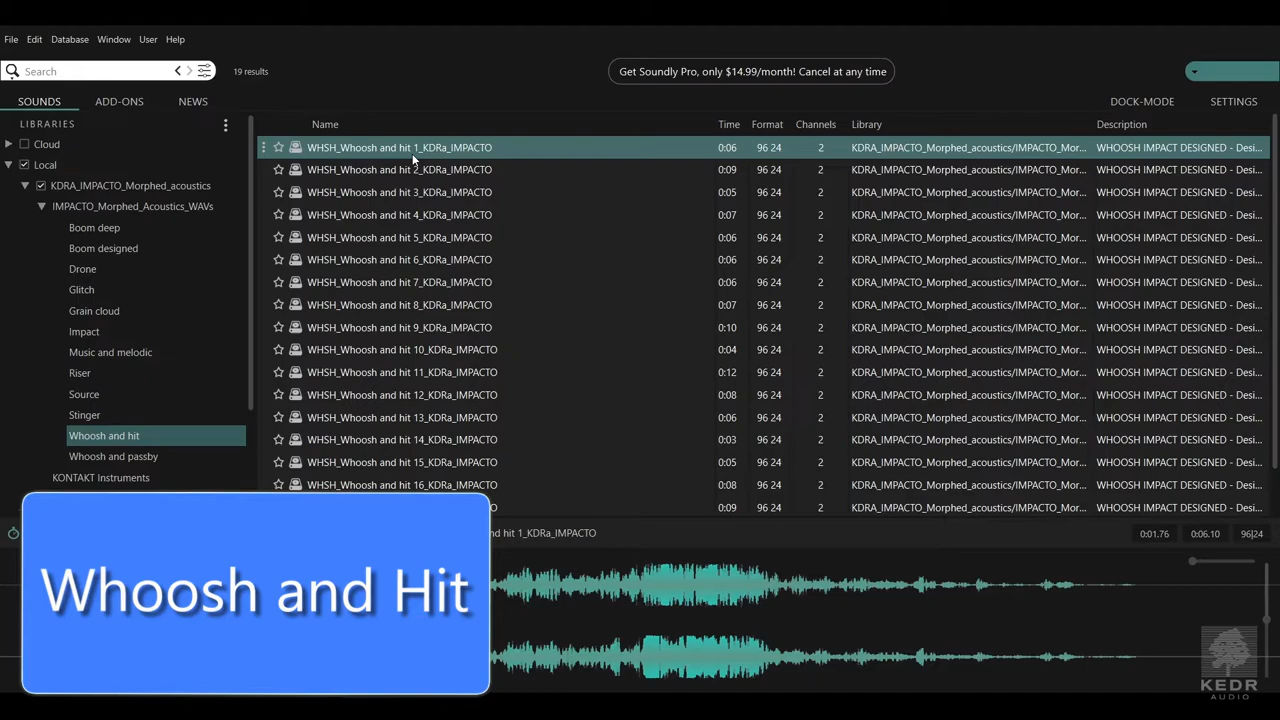 File Edit Database Window User Help
Search 19 results Get Soundly Pro, only $14.99/month! Cancel at any time
SOUNDS ADD-ONS NEWS DOCK-MODE SETTINGS
LIBRARIES
Cloud
Local
KDRA_IMPACTO_Morphed_acoustics
IMPACTO_Morphed_Acoustics_WAVs
Boom deep
Boom designed
Drone
Glitch
Grain cloud
Impact
Music and melodic
Riser
Source
Stinger
Whoosh and hit
Whoosh and passby
KONTAKT Instruments
Name Time Format Channels Library Description
WHSH_Whoosh and hit 1_KDRa_IMPACTO 0:06 96 24 2 KDRA_IMPACTO_Morphed_acoustics/IMPACTO_Mor... WHOOSH IMPACT DESIGNED - Desi...
WHSH_Whoosh and hit 2_KDRa_IMPACTO 0:09 96 24 2 KDRA_IMPACTO_Morphed_acoustics/IMPACTO_Mor... WHOOSH IMPACT DESIGNED - Desi...
WHSH_Whoosh and hit 3_KDRa_IMPACTO 0:05 96 24 2 KDRA_IMPACTO_Morphed_acoustics/IMPACTO_Mor... WHOOSH IMPACT DESIGNED - Desi...
WHSH_Whoosh and hit 4_KDRa_IMPACTO 0:07 96 24 2 KDRA_IMPACTO_Morphed_acoustics/IMPACTO_Mor... WHOOSH IMPACT DESIGNED - Desi...
WHSH_Whoosh and hit 5_KDRa_IMPACTO 0:06 96 24 2 KDRA_IMPACTO_Morphed_acoustics/IMPACTO_Mor... WHOOSH IMPACT DESIGNED - Desi...
WHSH_Whoosh and hit 6_KDRa_IMPACTO 0:06 96 24 2 KDRA_IMPACTO_Morphed_acoustics/IMPACTO_Mor... WHOOSH IMPACT DESIGNED - Desi...
WHSH_Whoosh and hit 7_KDRa_IMPACTO 0:06 96 24 2 KDRA_IMPACTO_Morphed_acoustics/IMPACTO_Mor... WHOOSH IMPACT DESIGNED - Desi...
WHSH_Whoosh and hit 8_KDRa_IMPACTO 0:07 96 24 2 KDRA_IMPACTO_Morphed_acoustics/IMPACTO_Mor... WHOOSH IMPACT DESIGNED - Desi...
WHSH_Whoosh and hit 9_KDRa_IMPACTO 0:10 96 24 2 KDRA_IMPACTO_Morphed_acoustics/IMPACTO_Mor... WHOOSH IMPACT DESIGNED - Desi...
WHSH_Whoosh and hit 10_KDRa_IMPACTO 0:04 96 24 2 KDRA_IMPACTO_Morphed_acoustics/IMPACTO_Mor... WHOOSH IMPACT DESIGNED - Desi...
WHSH_Whoosh and hit 11_KDRa_IMPACTO 0:12 96 24 2 KDRA_IMPACTO_Morphed_acoustics/IMPACTO_Mor... WHOOSH IMPACT DESIGNED - Desi...
WHSH_Whoosh and hit 12_KDRa_IMPACTO 0:08 96 24 2 KDRA_IMPACTO_Morphed_acoustics/IMPACTO_Mor... WHOOSH IMPACT DESIGNED - Desi...
WHSH_Whoosh and hit 13_KDRa_IMPACTO 0:06 96 24 2 KDRA_IMPACTO_Morphed_acoustics/IMPACTO_Mor... WHOOSH IMPACT DESIGNED - Desi...
WHSH_Whoosh and hit 14_KDRa_IMPACTO 0:03 96 24 2 KDRA_IMPACTO_Morphed_acoustics/IMPACTO_Mor... WHOOSH IMPACT DESIGNED - Desi...
WHSH_Whoosh and hit 15_KDRa_IMPACTO 0:05 96 24 2 KDRA_IMPACTO_Morphed_acoustics/IMPACTO_Mor... WHOOSH IMPACT DESIGNED - Desi...
WHSH_Whoosh and hit 16_KDRa_IMPACTO 0:08 96 24 2 KDRA_IMPACTO_Morphed_acoustics/IMPACTO_Mor... WHOOSH IMPACT DESIGNED - Desi...
0:09 96 24 2 KDRA_IMPACTO_Morphed_acoustics/IMPACTO_Mor... WHOOSH IMPACT DESIGNED - Desi...
nd hit 1_KDRa_IMPACTO 0:01.76 0:06.10 96|24
Whoosh and Hit
KEDR
AUDIO